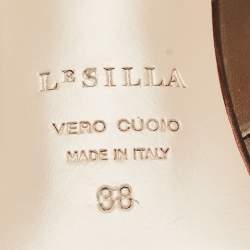 LE SILLA
VERO CUOIO
MADE IN ITALY
38